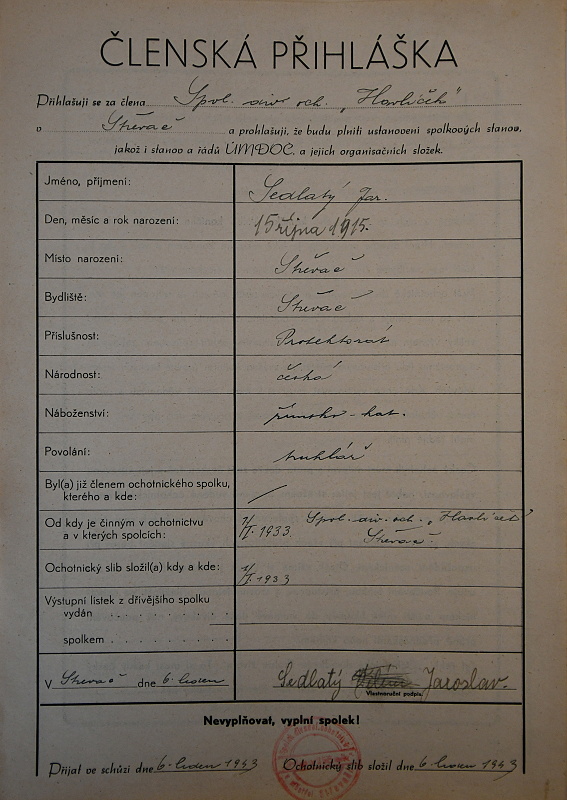 ČLENSKÁ PŘIHLÁŠKA
Přihlašuji se za člena Spol. div. och. „Havlíček"
v Střevač a prohlašuji, že budu plniti ustanovení spolkových stanov,
jakož i stanov a řádů ÚMDOČ. a jejich organisačních složek.
Jméno, příjmení: Sedlatý Jar.
Den, měsíc a rok narození: 15 října 1915.
Místo narození: Střevač
Bydliště: Střevač
Příslušnost: Protektorát
Národnost: česká
Náboženství: římsko-kat.
Povolání: truhlář
Byl(a) již členem ochotnického spolku,
kterého a kde: /
Od kdy je činným v ochotnictvu 1/I. 1933. Spol. div. och. „Havlíček"
a v kterých spolcích: Střevač.
Ochotnický slib složil(a) kdy a kde: 1/I. 1933
Výstupní lístek z dřívějšího spolku
vydán . . . . . . . . . .
spolkem . . . . . . . . . .
V Střevač dne 6. leden Sedlatý Jaroslav.
Vlastnoruční podpis.
Nevyplňovat, vyplní spolek!
Přijat ve schůzi dne 6. leden 1943 Ochotnický slib složil dne 6. leden 1943